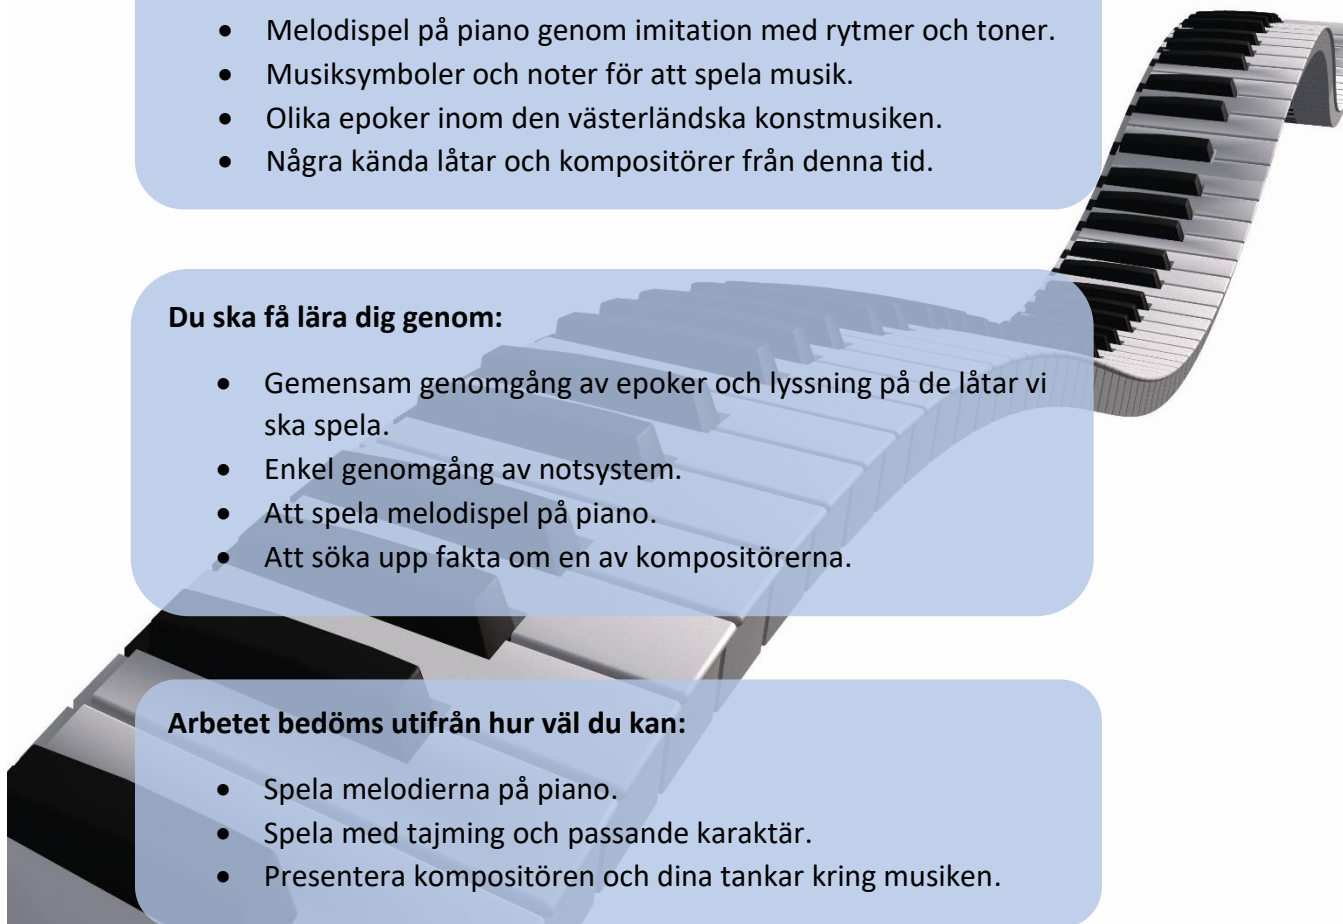 • Melodispel på piano genom imitation med rytmer och toner.
• Musiksymboler och noter för att spela musik.
• Olika epoker inom den västerländska konstmusiken.
• Några kända låtar och kompositörer från denna tid.
Du ska få lära dig genom:
• Gemensam genomgång av epoker och lyssning på de låtar vi
ska spela.
• Enkel genomgång av notsystem.
• Att spela melodispel på piano.
• Att söka upp fakta om en av kompositörerna.
Arbetet bedöms utifrån hur väl du kan:
• Spela melodierna på piano.
• Spela med tajming och passande karaktär.
• Presentera kompositören och dina tankar kring musiken.